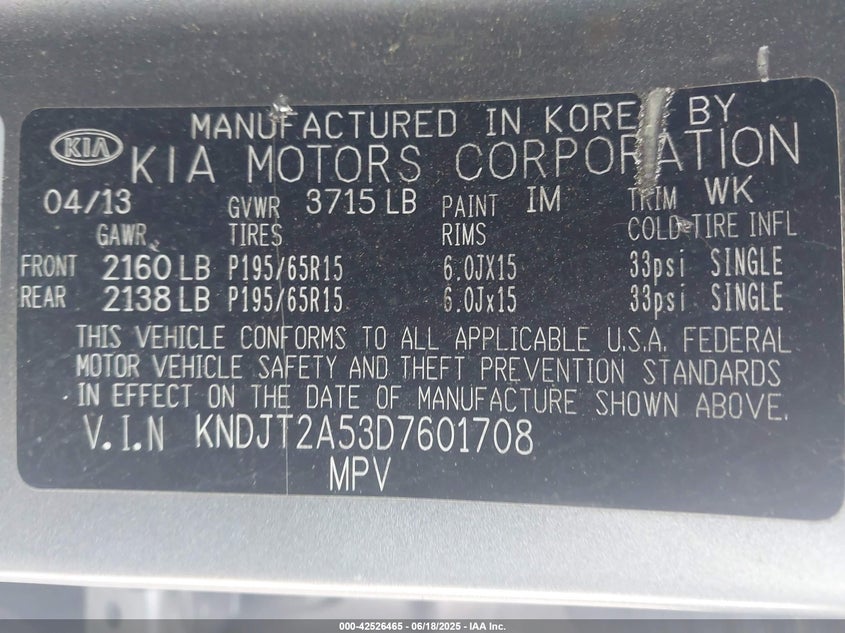 MANUFACTURED IN KOREA BY
KIA KIA MOTORS CORPORATION
04/13 GVWR 3715 LB PAINT IM TRIM WK
GAWR TIRES RIMS COLD TIRE INFL
FRONT 2160 LB P195/65R15 6.0JX15 33psi SINGLE
REAR 2138 LB P195/65R15 6.0Jx15 33psi SINGLE
THIS VEHICLE CONFORMS TO ALL APPLICABLE U.S.A. FEDERAL
MOTOR VEHICLE SAFETY AND THEFT PREVENTION STANDARDS
IN EFFECT ON THE DATE OF MANUFACTURE SHOWN ABOVE.
V.I.N KNDJT2A53D7601708
MPV
000-42526465 - 06/18/2025 - IAA Inc.